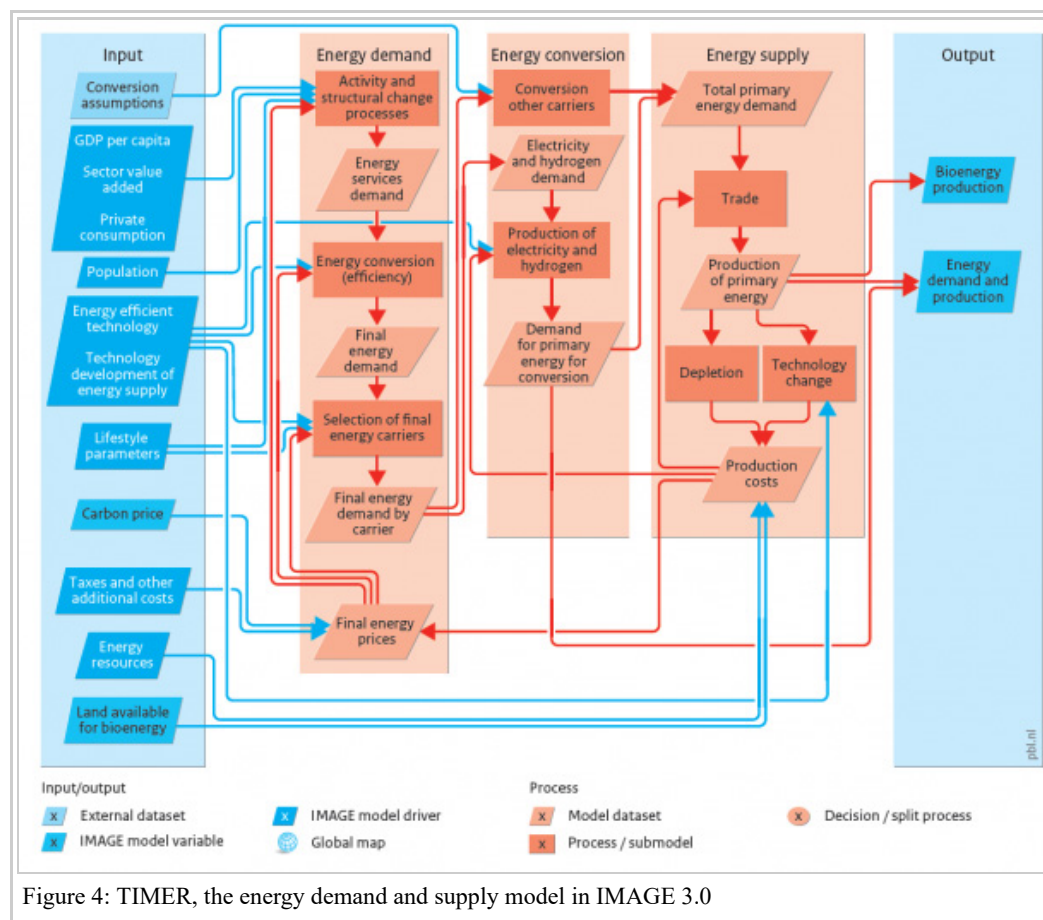 Input
Conversion
assumptions
GDP per capita
Sector value
added
Private
consumption
Population
Energy efficient
technology
Technology
development of
energy supply
Lifestyle
parameters
Carbon price
Taxes and other
additional costs
Energy
resources
Land available
for bioenergy
Energy demand
Activity and
structural change
processes
Energy
services
demand
Energy conversion
(efficiency)
Final
energy
demand
Selection of final
energy carriers
Final energy
demand by
carrier
Final energy
prices
Energy conversion
Conversion
other carriers
Electricity
and hydrogen
demand
Production of
electricity and
hydrogen
Demand
for primary
energy for
conversion
Energy supply
Total primary
energy demand
Trade
Production
of primary
energy
Depletion
Technology
change
Production
costs
Output
Bioenergy
production
Energy
demand and
production
pbl.nl
Input/output
x External dataset
x IMAGE model variable
x IMAGE model driver
Global map
Process
x Model dataset
x Process / submodel
x Decision / split process
Figure 4: TIMER, the energy demand and supply model in IMAGE 3.0